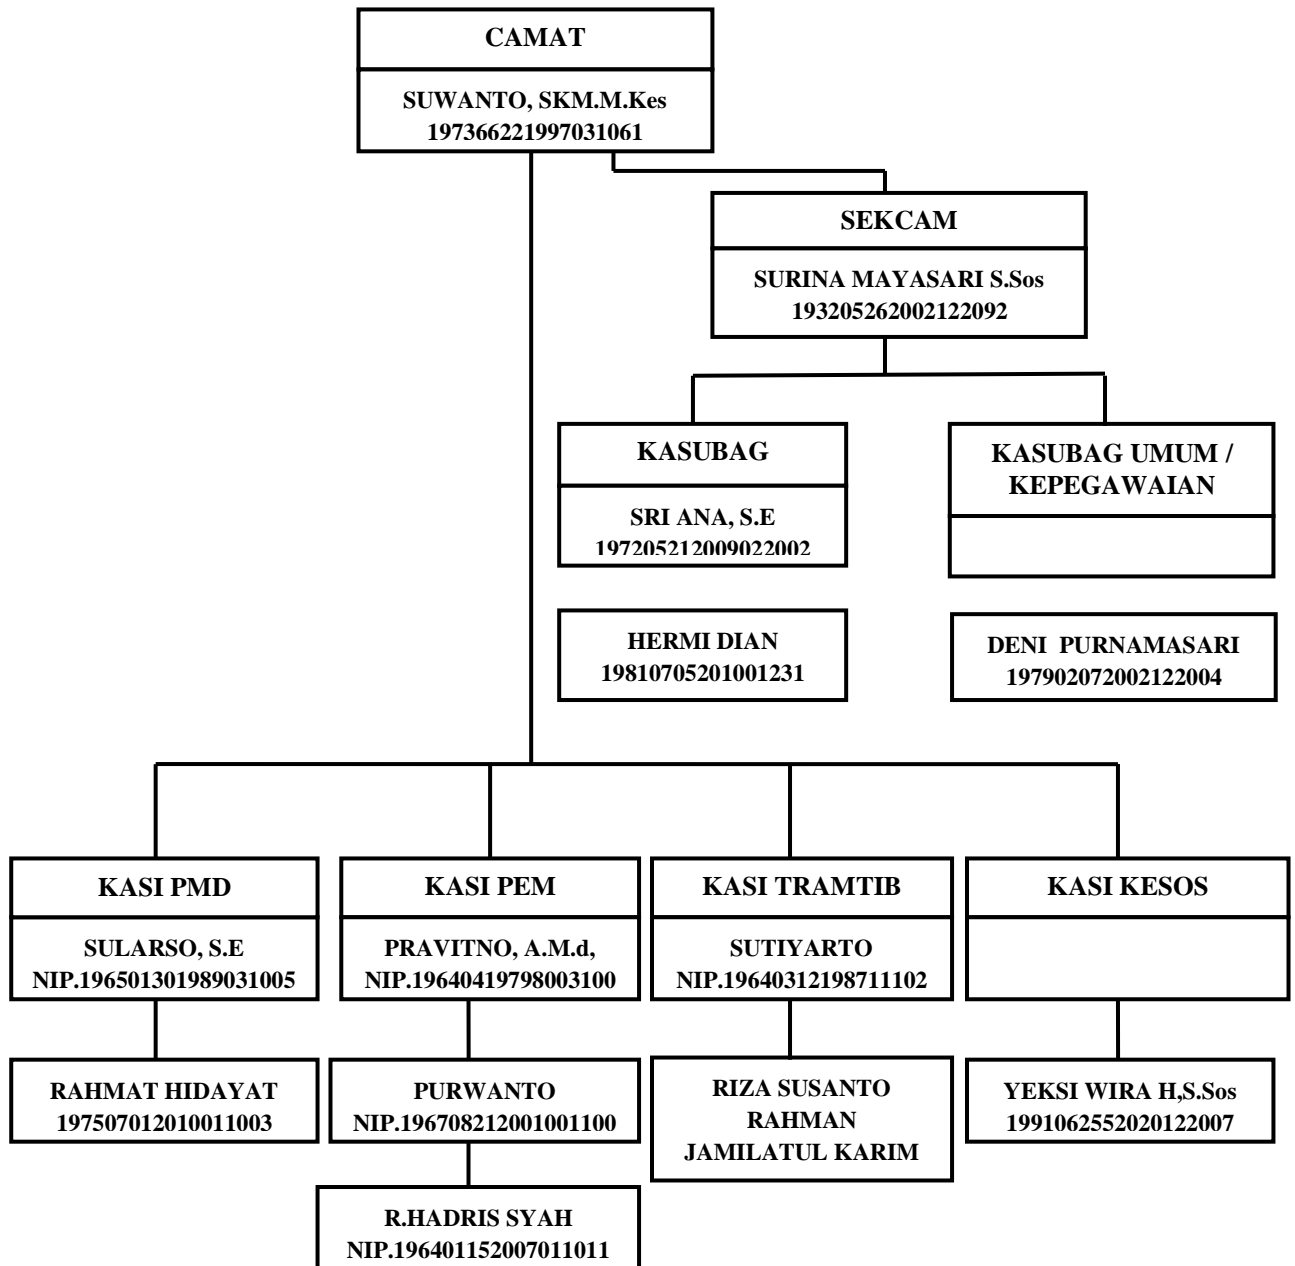 CAMAT
SUWANTO, SKM.M.Kes
197366221997031061
SEKCAM
SURINA MAYASARI S.Sos
193205262002122092
KASUBAG
SRI ANA, S.E
197205212009022002
KASUBAG UMUM /
KEPEGAWAIAN
HERMI DIAN
19810705201001231
DENI PURNAMASARI
197902072002122004
KASI PMD
SULARSO, S.E
NIP.196501301989031005
KASI PEM
PRAVITNO, A.M.d,
NIP.19640419798003100
KASI TRAMTIB
SUTIYARTO
NIP.19640312198711102
KASI KESOS
RAHMAT HIDAYAT
197507012010011003
PURWANTO
NIP.196708212001001100
RIZA SUSANTO
RAHMAN
JAMILATUL KARIM
YEKSI WIRA H,S.Sos
1991062552020122007
R.HADRIS SYAH
NIP.196401152007011011